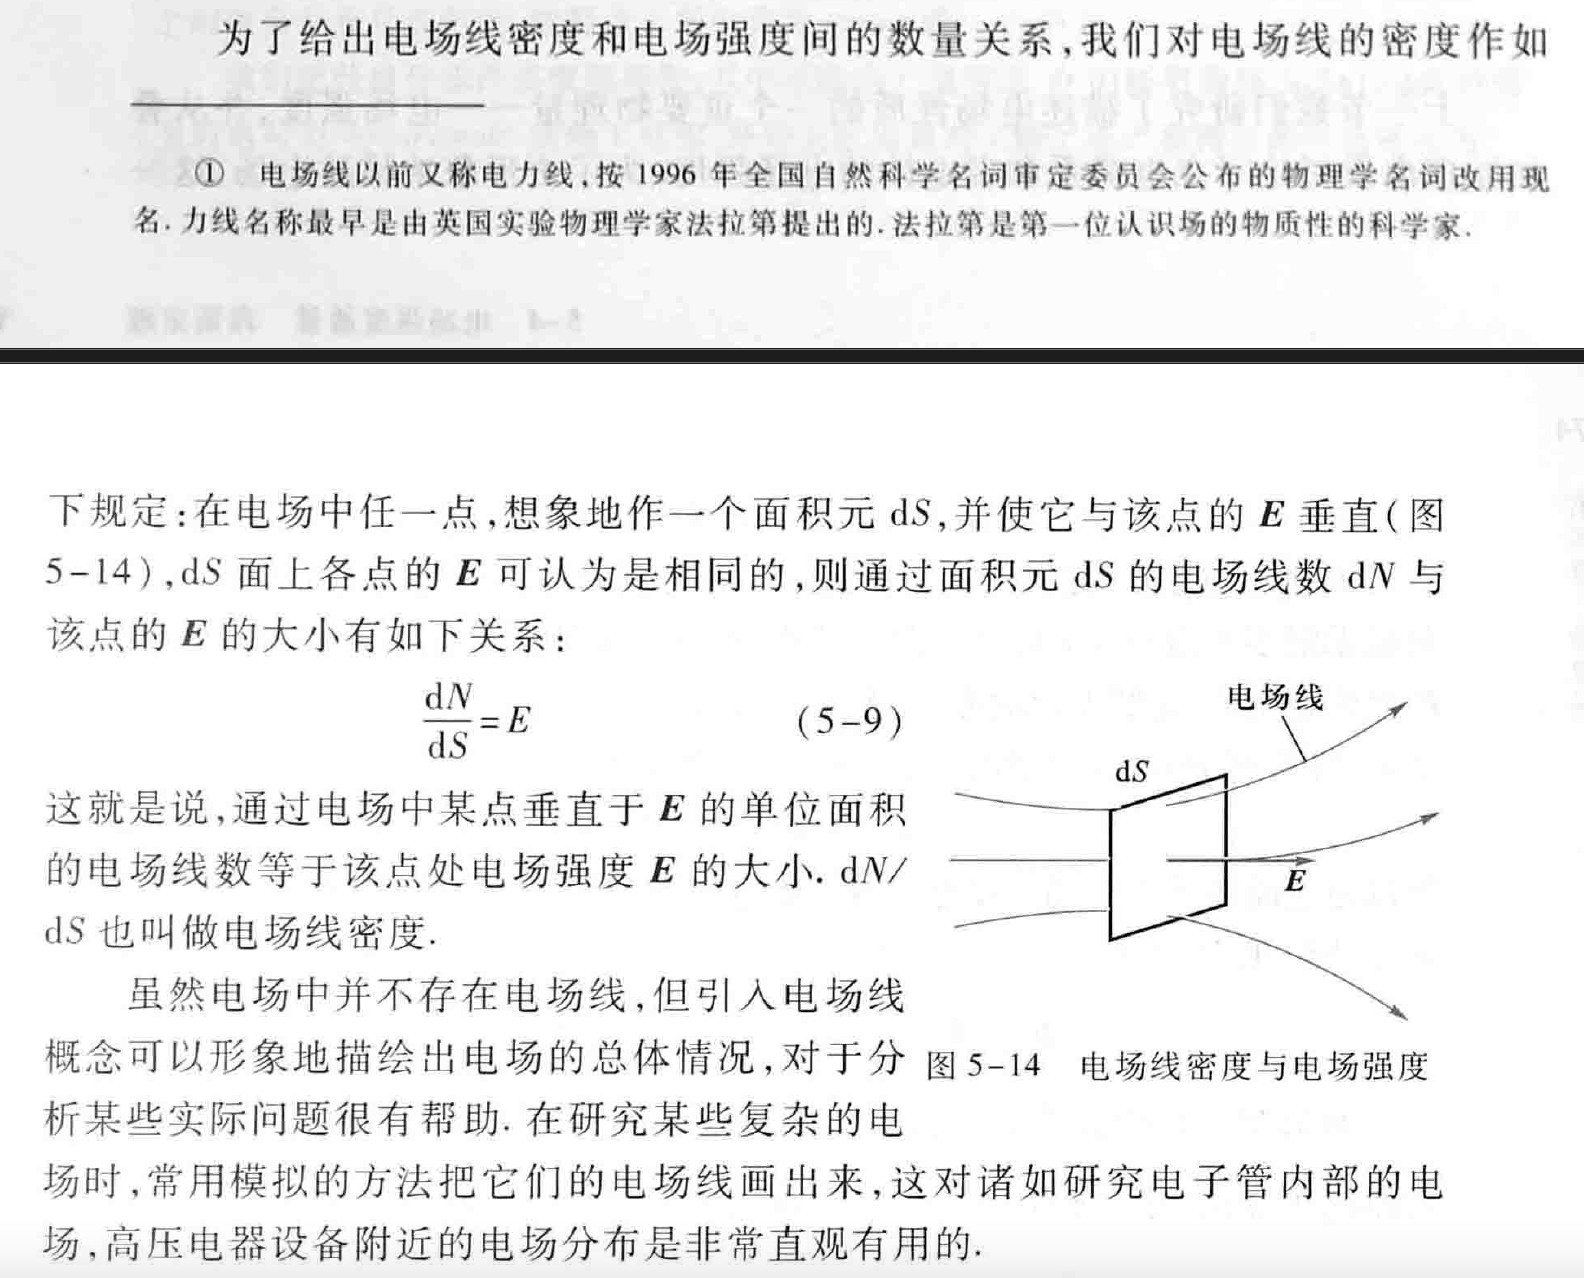 为了给出电场线密度和电场强度间的数量关系,我们对电场线的密度作如
① 电场线以前又称电力线,按1996年全国自然科学名词审定委员会公布的物理学名词改用现
名.力线名称最早是由英国实验物理学家法拉第提出的.法拉第是第一位认识场的物质性的科学家.
下规定:在电场中任一点,想象地作一个面积元 dS,并使它与该点的 E 垂直(图
5-14),dS 面上各点的 E 可认为是相同的,则通过面积元 dS 的电场线数 dN 与
该点的 E 的大小有如下关系:
dN/dS=E (5-9)
这就是说,通过电场中某点垂直于 E 的单位面积
的电场线数等于该点处电场强度 E 的大小. dN/
dS 也叫做电场线密度.
虽然电场中并不存在电场线,但引入电场线
概念可以形象地描绘出电场的总体情况,对于分
析某些实际问题很有帮助. 在研究某些复杂的电
场时,常用模拟的方法把它们的电场线画出来,这对诸如研究电子管内部的电
场,高压电器设备附近的电场分布是非常直观有用的.
电场线
dS
E
图 5-14 电场线密度与电场强度